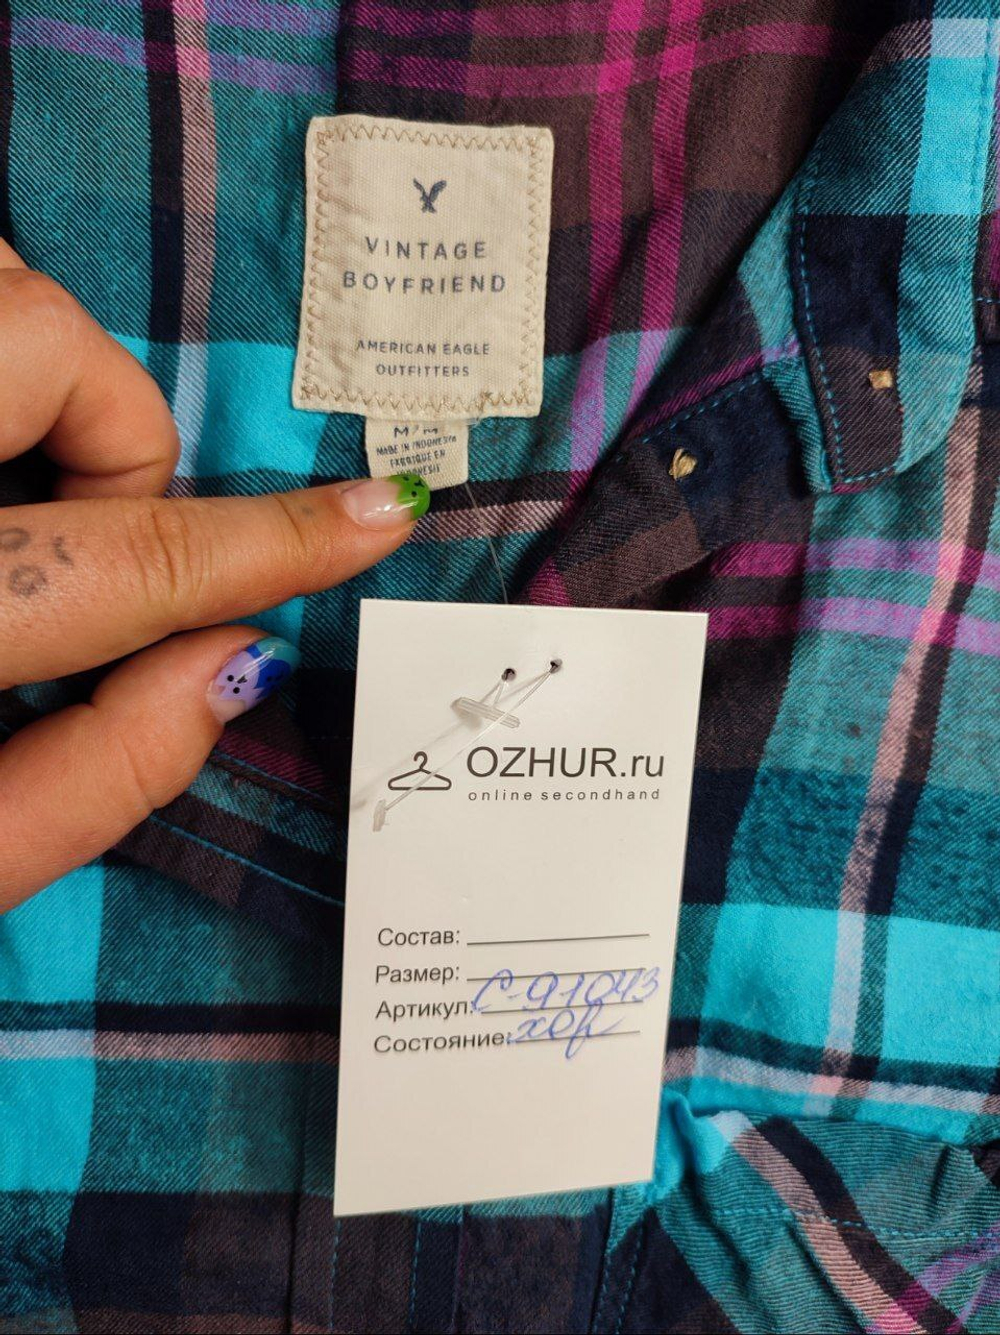 VINTAGE
BOYFRIEND
AMERICAN EAGLE
OUTFITTERS
M/M
MADE IN INDONESIA
FABRIQUÉ EN
INDONESIE
OZHUR.ru
online secondhand
Состав:
Размер:
Артикул: С-91043
Состояние: хор